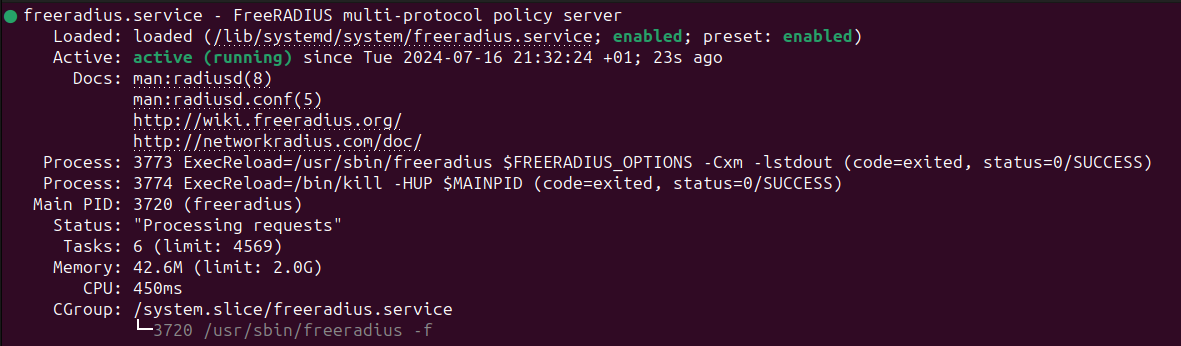 ● freeradius.service - FreeRADIUS multi-protocol policy server
Loaded: loaded (/lib/systemd/system/freeradius.service; enabled; preset: enabled)
Active: active (running) since Tue 2024-07-16 21:32:24 +01; 23s ago
Docs: man:radiusd(8)
man:radiusd.conf(5)
http://wiki.freeradius.org/
http://networkradius.com/doc/
Process: 3773 ExecReload=/usr/sbin/freeradius $FREERADIUS_OPTIONS -Cxm -lstdout (code=exited, status=0/SUCCESS)
Process: 3774 ExecReload=/bin/kill -HUP $MAINPID (code=exited, status=0/SUCCESS)
Main PID: 3720 (freeradius)
Status: "Processing requests"
Tasks: 6 (limit: 4569)
Memory: 42.6M (limit: 2.0G)
CPU: 450ms
CGroup: /system.slice/freeradius.service
└─3720 /usr/sbin/freeradius -f